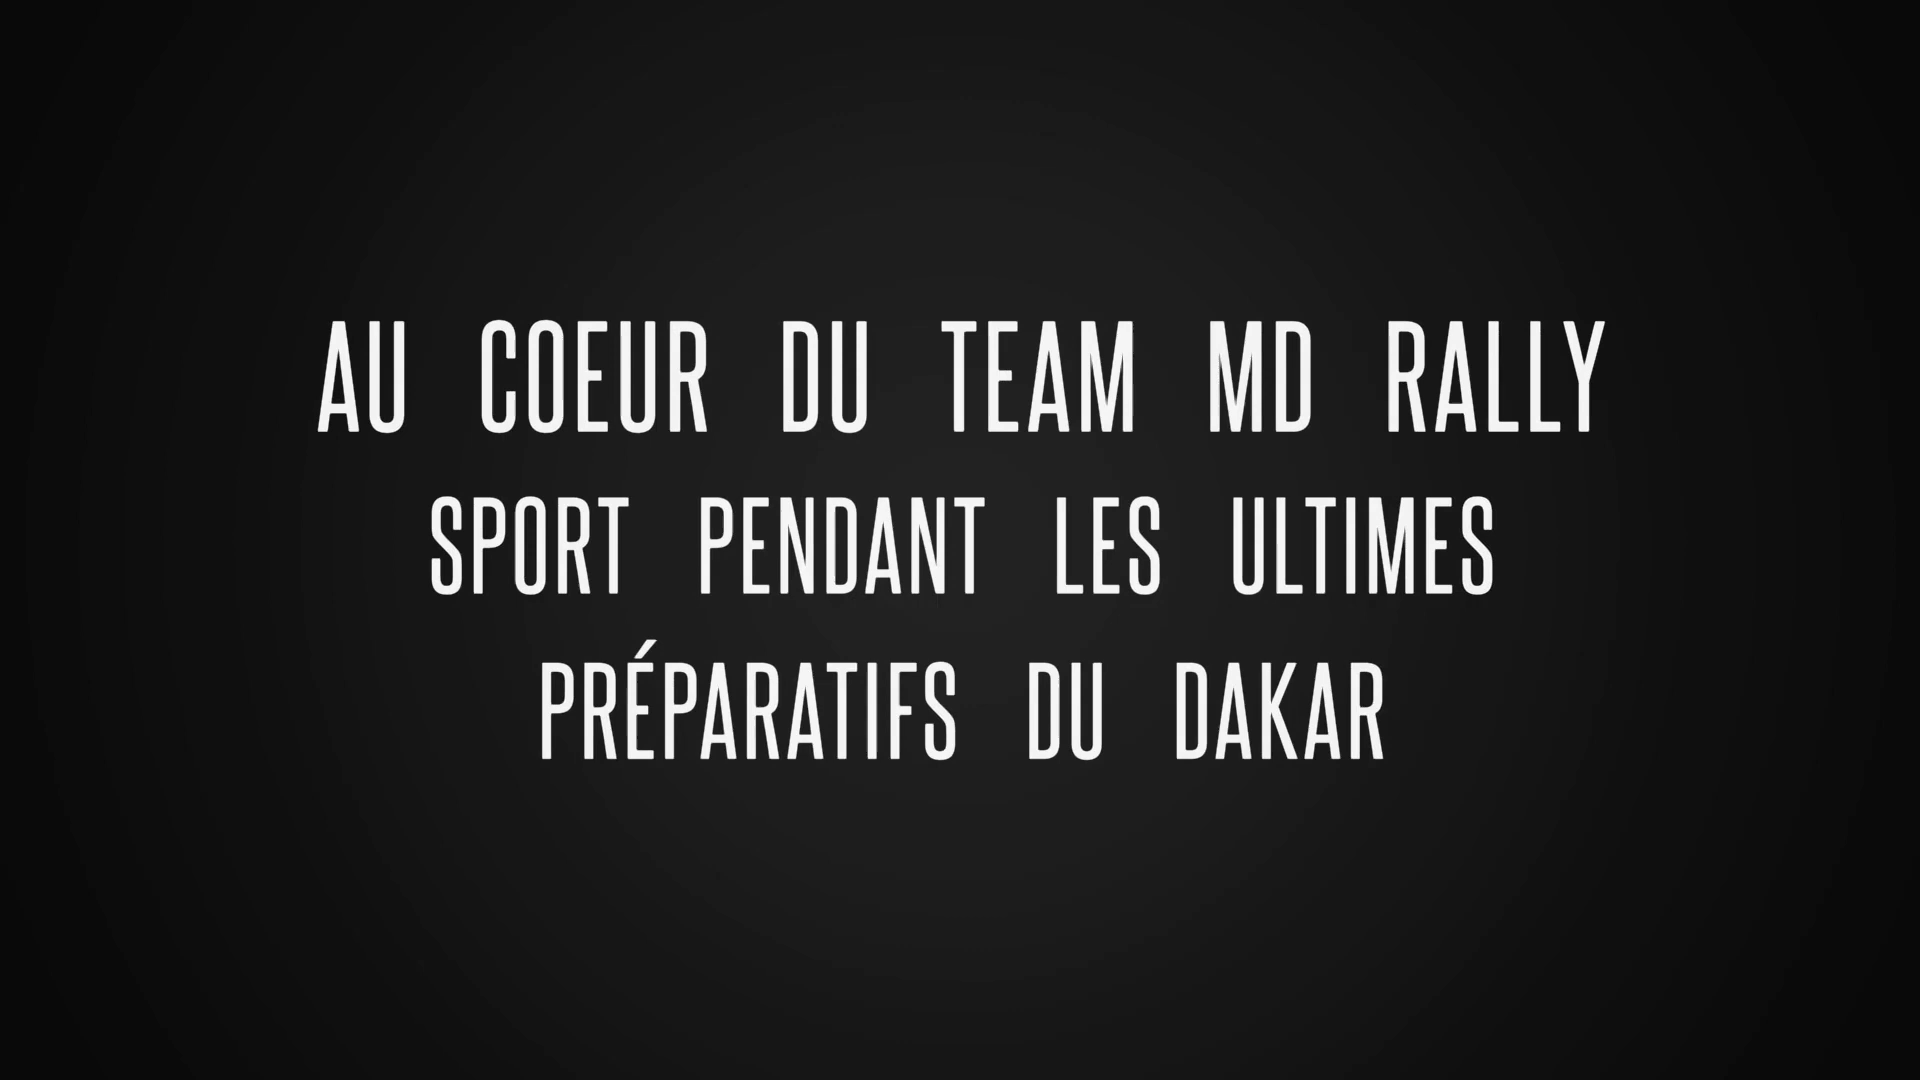 AU COEUR DU TEAM MD RALLY
SPORT PENDANT LES ULTIMES
PRÉPARATIFS DU DAKAR